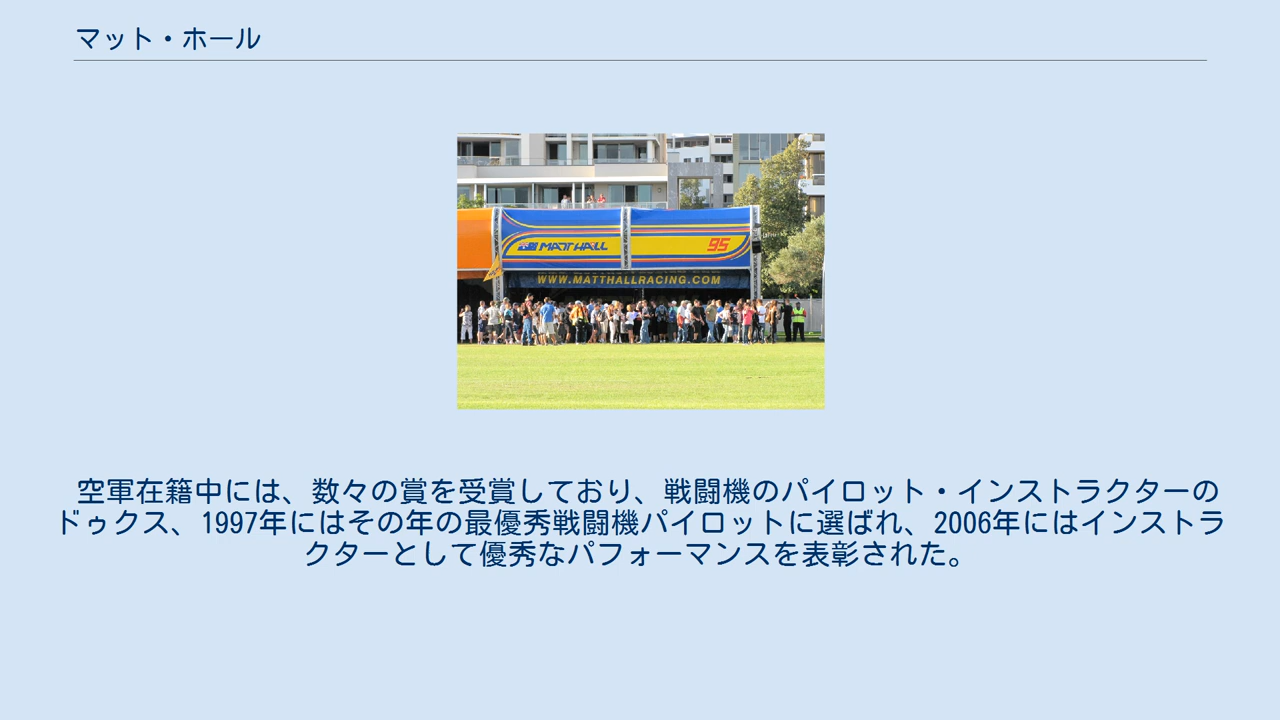 マット・ホール
MATT HALL
95
WWW.MATTHALLRACING.COM
空軍在籍中には、数々の賞を受賞しており、戦闘機のパイロット・インストラクターの
ドゥクス、1997年にはその年の最優秀戦闘機パイロットに選ばれ、2006年にはインストラ
クターとして優秀なパフォーマンスを表彰された。